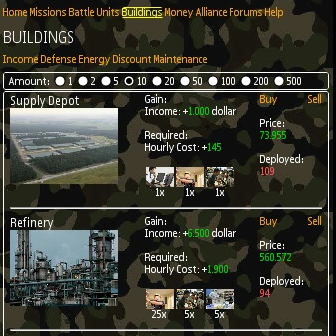 Home Missions Battle Units Buildings Money Alliance Forums Help
BUILDINGS
Income Defense Energy Discount Maintenance
Amount: 1 2 5 10 20 50 100 200 500
Supply Depot
Gain:
Income: +1.000 dollar
Required:
Hourly Cost: +145
1x 1x 1x
Buy Sell
Price:
73.955
Deployed:
109
Refinery
Gain:
Income: +6.500 dollar
Required:
Hourly Cost: +1.900
25x 5x 5x
Buy Sell
Price:
560.572
Deployed:
94